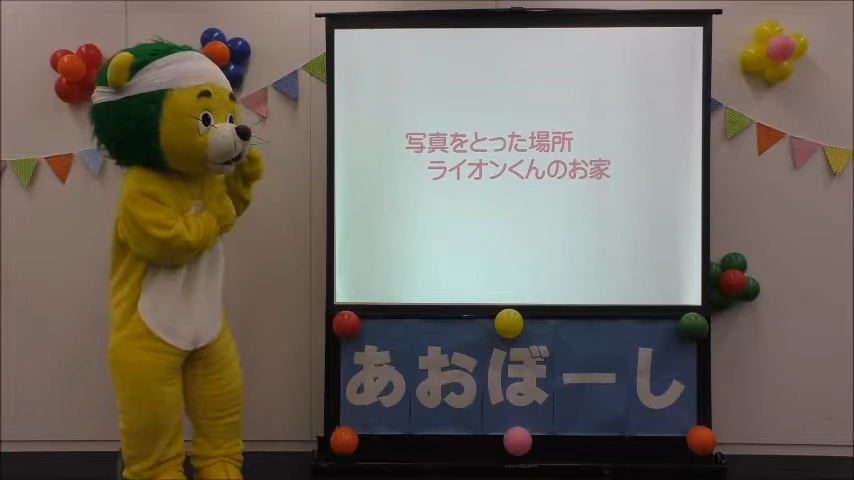 写真をとった場所
ライオンくんのお家
あおぼーし